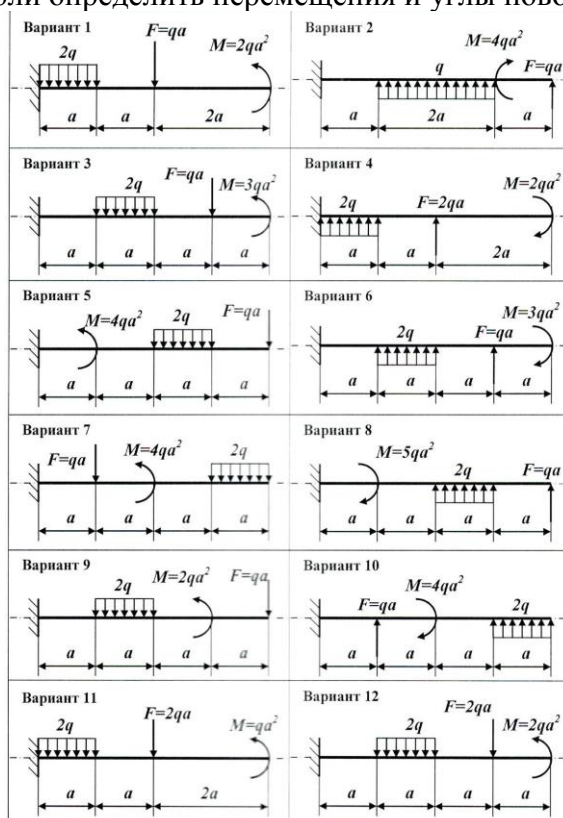 определить перемещения и углы
Вариант 1
2q
F=qa
M=2qa²
a a 2a
Вариант 2
q
M=4qa²
F=qa
a 2a a
Вариант 3
2q
F=qa
M=3qa²
a a a a
Вариант 4
2q
F=2qa
M=2qa²
a a 2a
Вариант 5
M=4qa²
2q
F=qa
a a a a
Вариант 6
2q
F=qa
M=3qa²
a a a a
Вариант 7
F=qa
M=4qa²
2q
a a a a
Вариант 8
M=5qa²
2q
F=qa
a a a a
Вариант 9
2q
M=2qa²
F=qa
a a a a
Вариант 10
F=qa
M=4qa²
2q
a a a a
Вариант 11
2q
F=2qa
M=qa²
a a 2a
Вариант 12
2q
F=2qa
M=2qa²
a a a a